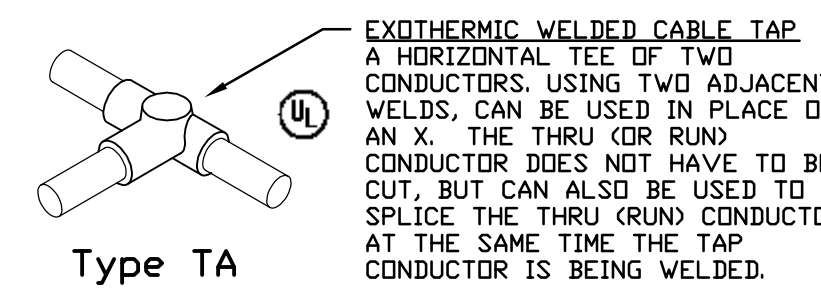 EXOTHERMIC WELDED CABLE TAP
A HORIZONTAL TEE OF TWO
CONDUCTORS. USING TWO ADJACENT
WELDS, CAN BE USED IN PLACE O
AN X. THE THRU (OR RUN)
CONDUCTOR DOES NOT HAVE TO BE
CUT, BUT CAN ALSO BE USED TO
SPLICE THE THRU (RUN) CONDUCTO
AT THE SAME TIME THE TAP
CONDUCTOR IS BEING WELDED.
UL
Type TA